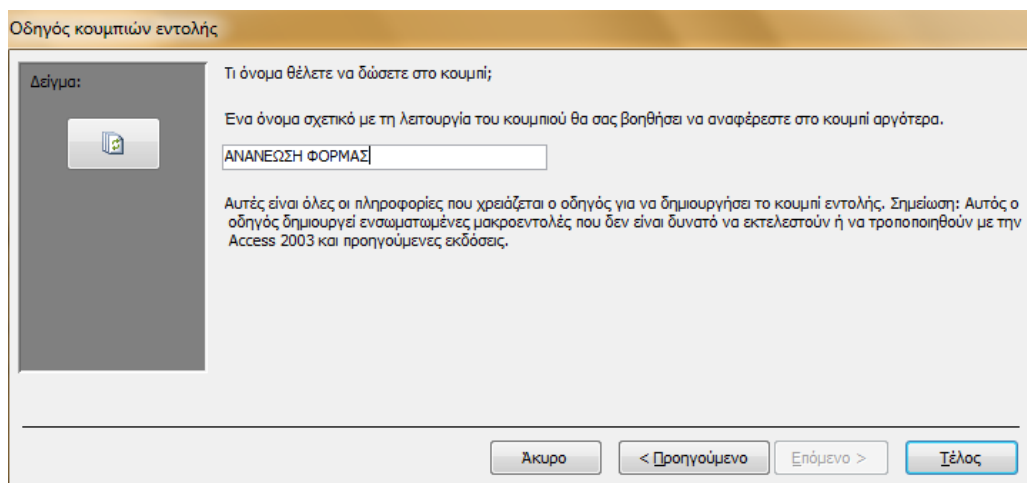 Οδηγός κουμπιών εντολής
Δείγμα:
Τι όνομα θέλετε να δώσετε στο κουμπί;
Ένα όνομα σχετικό με τη λειτουργία του κουμπιού θα σας βοηθήσει να αναφέρεστε στο κουμπί αργότερα.
ΑΝΑΝΕΩΣΗ ΦΟΡΜΑΣ
Αυτές είναι όλες οι πληροφορίες που χρειάζεται ο οδηγός για να δημιουργήσει το κουμπί εντολής. Σημείωση: Αυτός ο
οδηγός δημιουργεί ενσωματωμένες μακροεντολές που δεν είναι δυνατό να εκτελεστούν ή να τροποποιηθούν με την
Access 2003 και προηγούμενες εκδόσεις.
Άκυρο
< Προηγούμενο
Επόμενο >
Τέλος